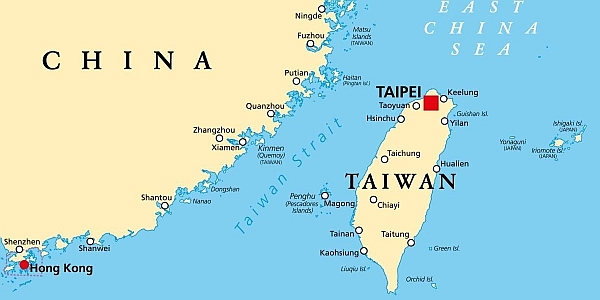 CHINA
Ningde
Fuzhou
Matsu
Islands
(TAIWAN)
EAST
CHINA
SEA
Putian
Haitan
(Pingtan Isl.)
Quanzhou
Zhangzhou
Xiamen
Kinmen
(Quemoy)
(TAIWAN)
Taiwan Strait
TAIPEI
Keelung
Taoyuan
Guishan Isl.
Hsinchu
Yilan
Ishigaki Isl.
(JAPAN)
Yonaguni
(JAPAN)
Iriomote Isl.
(JAPAN)
Taichung
Hualien
TAIWAN
Dongshan
Nanao
Shantou
Penghu
(Pescadores
Islands)
Magong
Chiayi
Tainan
Taitung
Kaohsiung
Green Isl.
Liuqiu Isl.
Orchid Isl.
Shenzhen
Shanwei
Hong Kong